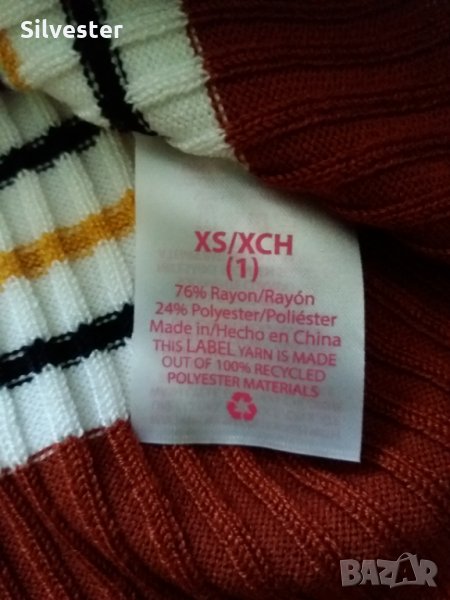 Silvester
XS/XCH
(1)
76% Rayon/Rayón
24% Polyester/Poliéster
Made in/Hecho en China
THIS LABEL YARN IS MADE
OUT OF 100% RECYCLED
POLYESTER MATERIALS
BAZAR